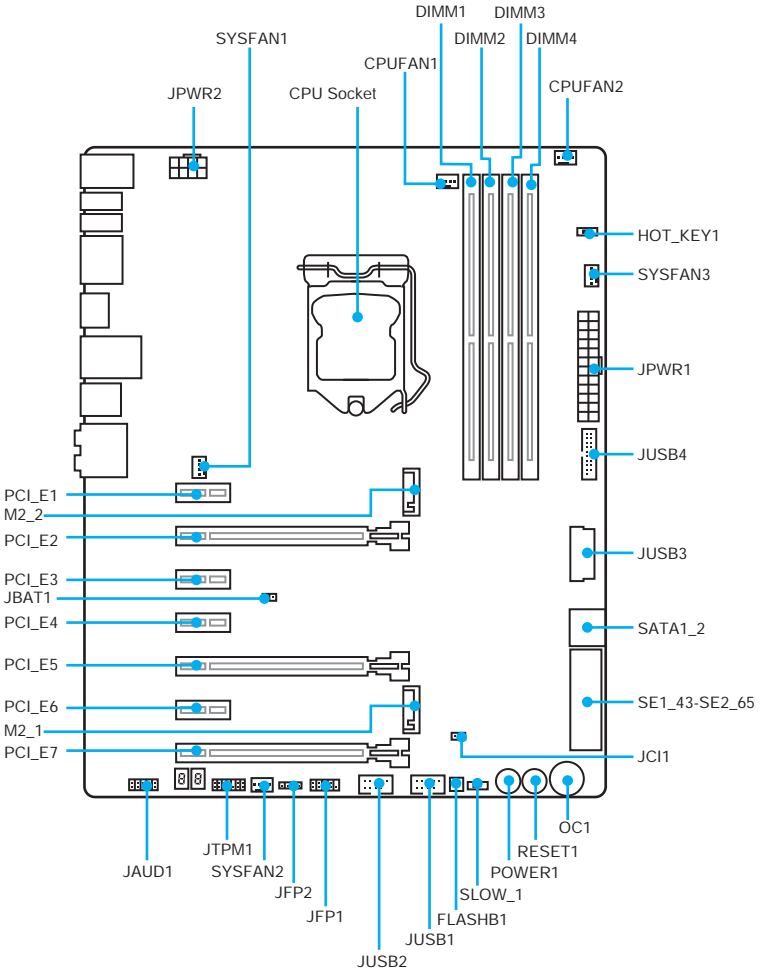 DIMM1
DIMM3
SYSFAN1
DIMM2
DIMM4
CPUFAN1
JPWR2
CPU Socket
CPUFAN2
HOT_KEY1
SYSFAN3
JPWR1
JUSB4
PCI_E1
M2_2
PCI_E2
JUSB3
PCI_E3
JBAT1
PCI_E4
SATA1_2
PCI_E5
SE1_43-SE2_65
PCI_E6
M2_1
PCI_E7
JCI1
8 8
OC1
JTPM1
RESET1
JAUD1
SYSFAN2
POWER1
JFP2
SLOW_1
JFP1
FLASHB1
JUSB1
JUSB2